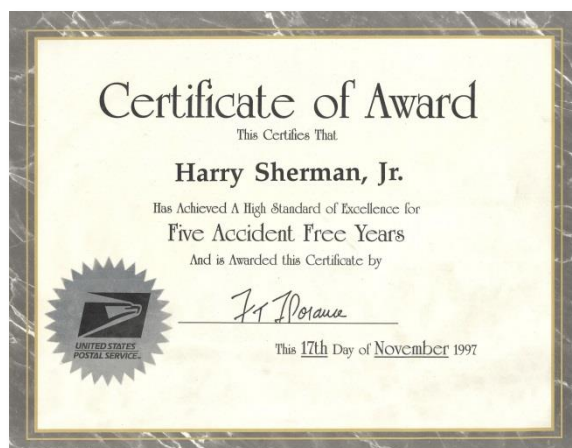 Certificate of Award
This Certifies That
Harry Sherman, Jr.
Has Achieved A High Standard of Excellence for
Five Accident Free Years
And is Awarded this Certificate by
This 17th Day of November 1997
UNITED STATES
POSTAL SERVICE